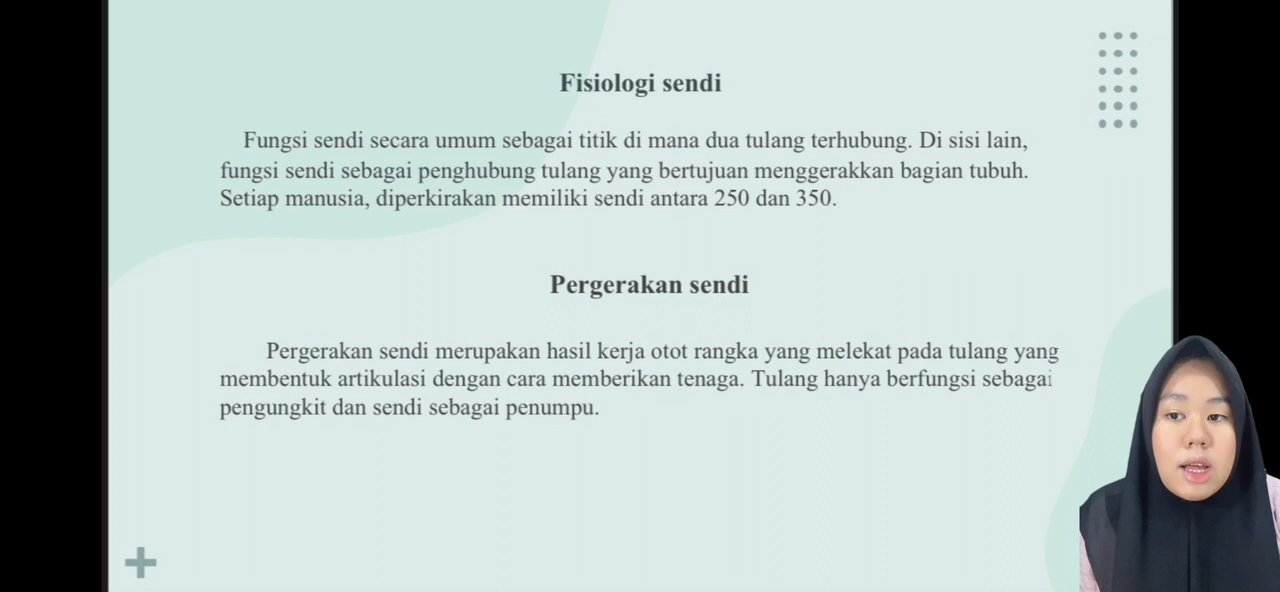 Fisiologi sendi
Fungsi sendi secara umum sebagai titik di mana dua tulang terhubung. Di sisi lain,
fungsi sendi sebagai penghubung tulang yang bertujuan menggerakkan bagian tubuh.
Setiap manusia, diperkirakan memiliki sendi antara 250 dan 350.
Pergerakan sendi
Pergerakan sendi merupakan hasil kerja otot rangka yang melekat pada tulang yang
membentuk artikulasi dengan cara memberikan tenaga. Tulang hanya berfungsi sebagai
pengungkit dan sendi sebagai penumpu.